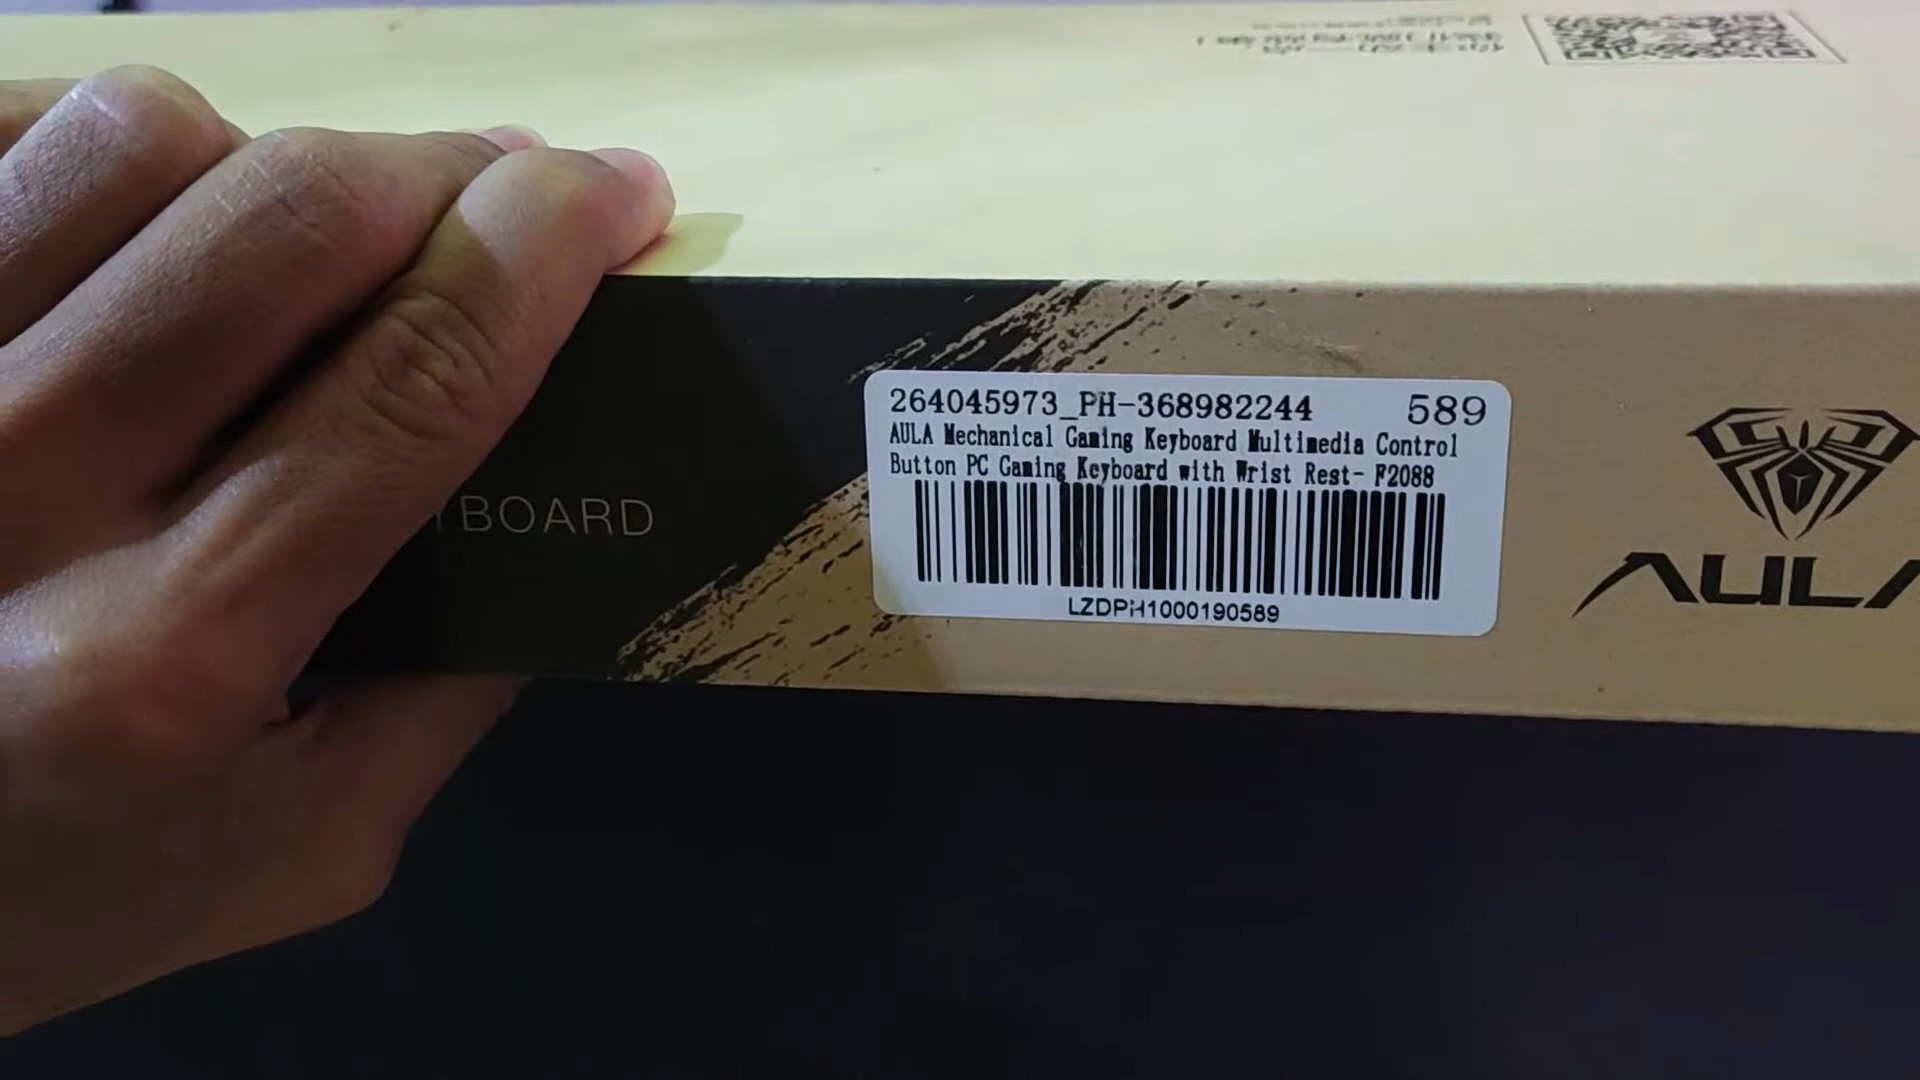 264045973_PH-368982244 589
AULA Mechanical Gaming Keyboard Multimedia Control
Button PC Gaming Keyboard with Wrist Rest- F2088
LZDPH1000190589
YBOARD
AULA